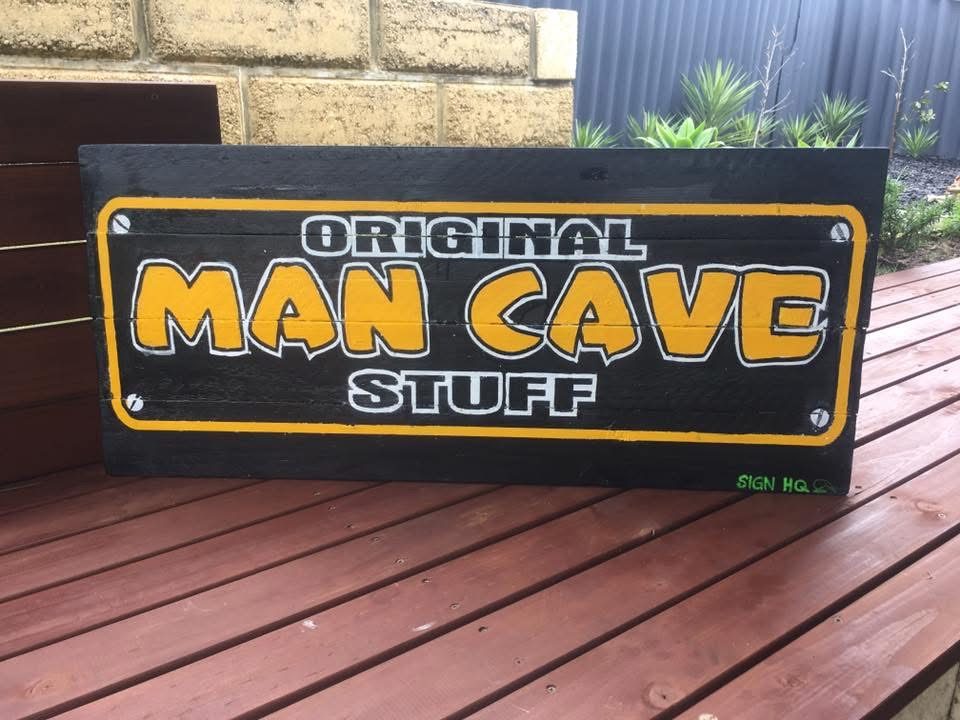 ORIGINAL
MAN CAVE
STUFF
SIGN HQ